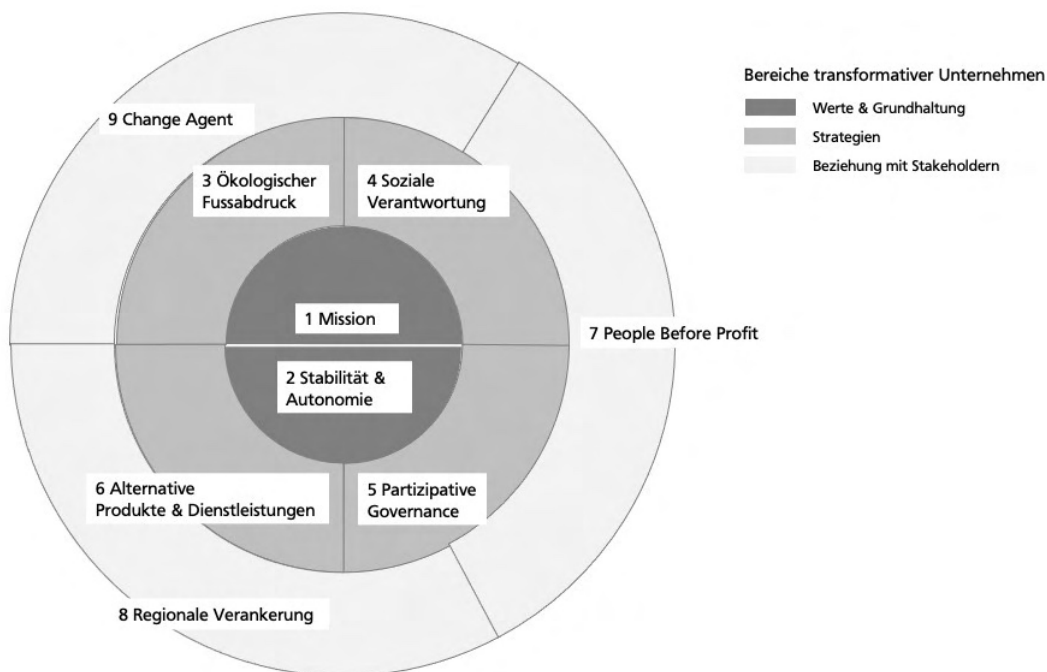 Bereiche transformativer Unternehmen
Werte & Grundhaltung
Strategien
Beziehung mit Stakeholdern
9 Change Agent
3 Ökologischer
Fussabdruck
4 Soziale
Verantwortung
1 Mission
7 People Before Profit
2 Stabilität &
Autonomie
6 Alternative
Produkte & Dienstleistungen
5 Partizipative
Governance
8 Regionale Verankerung